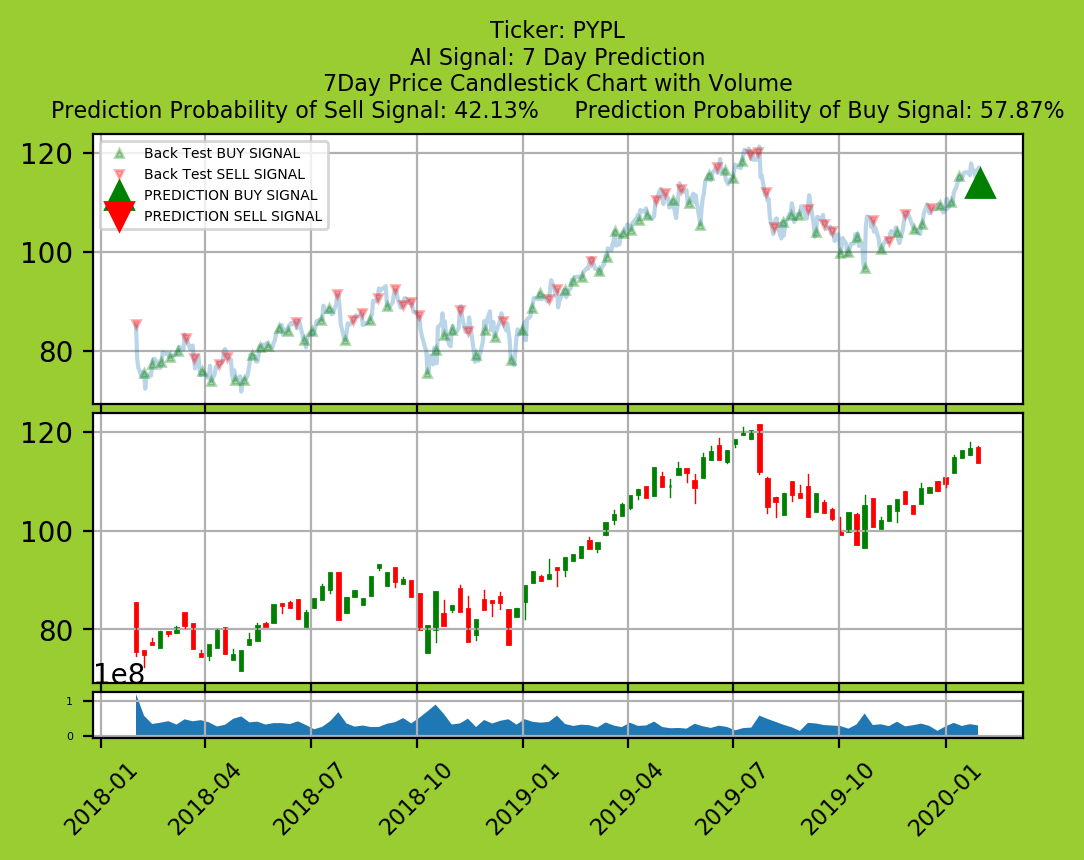 Ticker: PYPL
AI Signal: 7 Day Prediction
7Day Price Candlestick Chart with Volume
Prediction Probability of Sell Signal: 42.13%    Prediction Probability of Buy Signal: 57.87%
Back Test BUY SIGNAL
Back Test SELL SIGNAL
PREDICTION BUY SIGNAL
PREDICTION SELL SIGNAL
120
100
80
120
100
80
1e8
1
0
2018-01 2018-04 2018-07 2018-10 2019-01 2019-04 2019-07 2019-10 2020-01